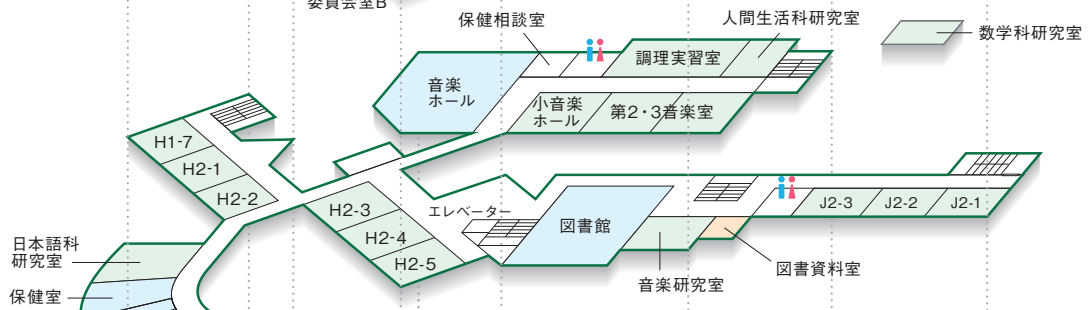 委員会室B
保健相談室
人間生活科研究室
数学科研究室
調理実習室
音楽
ホール
小音楽
ホール
第2・3音楽室
H1-7
H2-1
H2-2
H2-3
H2-4
H2-5
エレベーター
図書館
J2-3
J2-2
J2-1
日本語科
研究室
保健室
音楽研究室
図書資料室